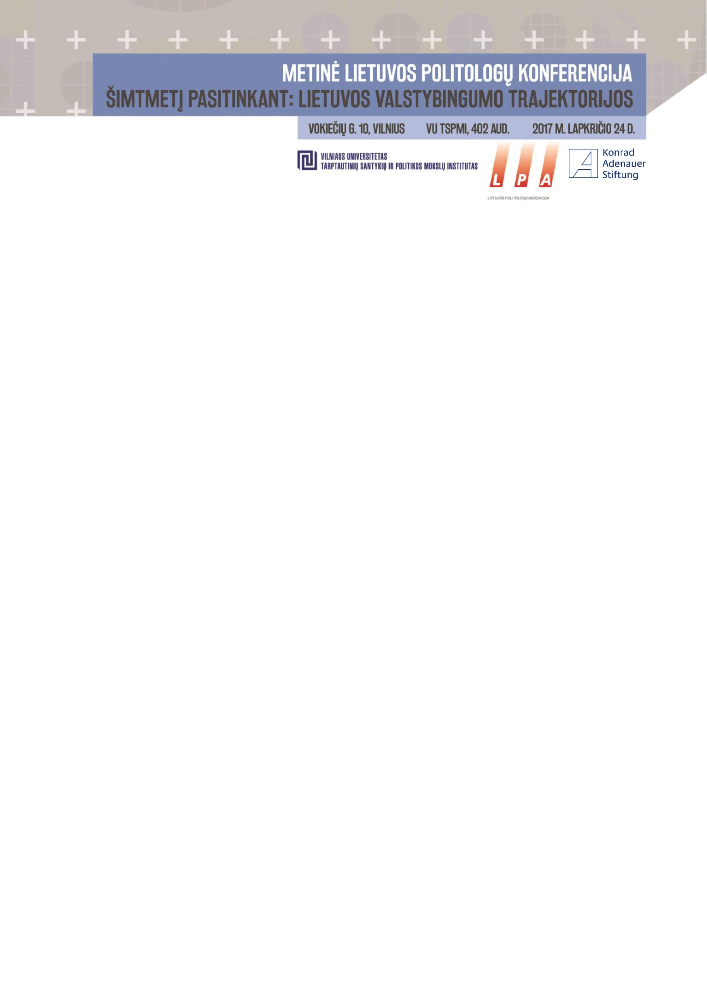 METINĖ LIETUVOS POLITOLOGŲ KONFERENCIJA
ŠIMTMETĮ PASITINKANT: LIETUVOS VALSTYBINGUMO TRAJEKTORIJOS
VOKIEČIŲ G. 10, VILNIUS VU TSPMI, 402 AUD. 2017 M. LAPKRIČIO 24 D.
VILNIAUS UNIVERSITETAS
TARPTAUTINIŲ SANTYKIŲ IR POLITIKOS MOKSLŲ INSTITUTAS
L P A
LIETUVOS POLITOLOGŲ ASOCIACIJA
Konrad
Adenauer
Stiftung